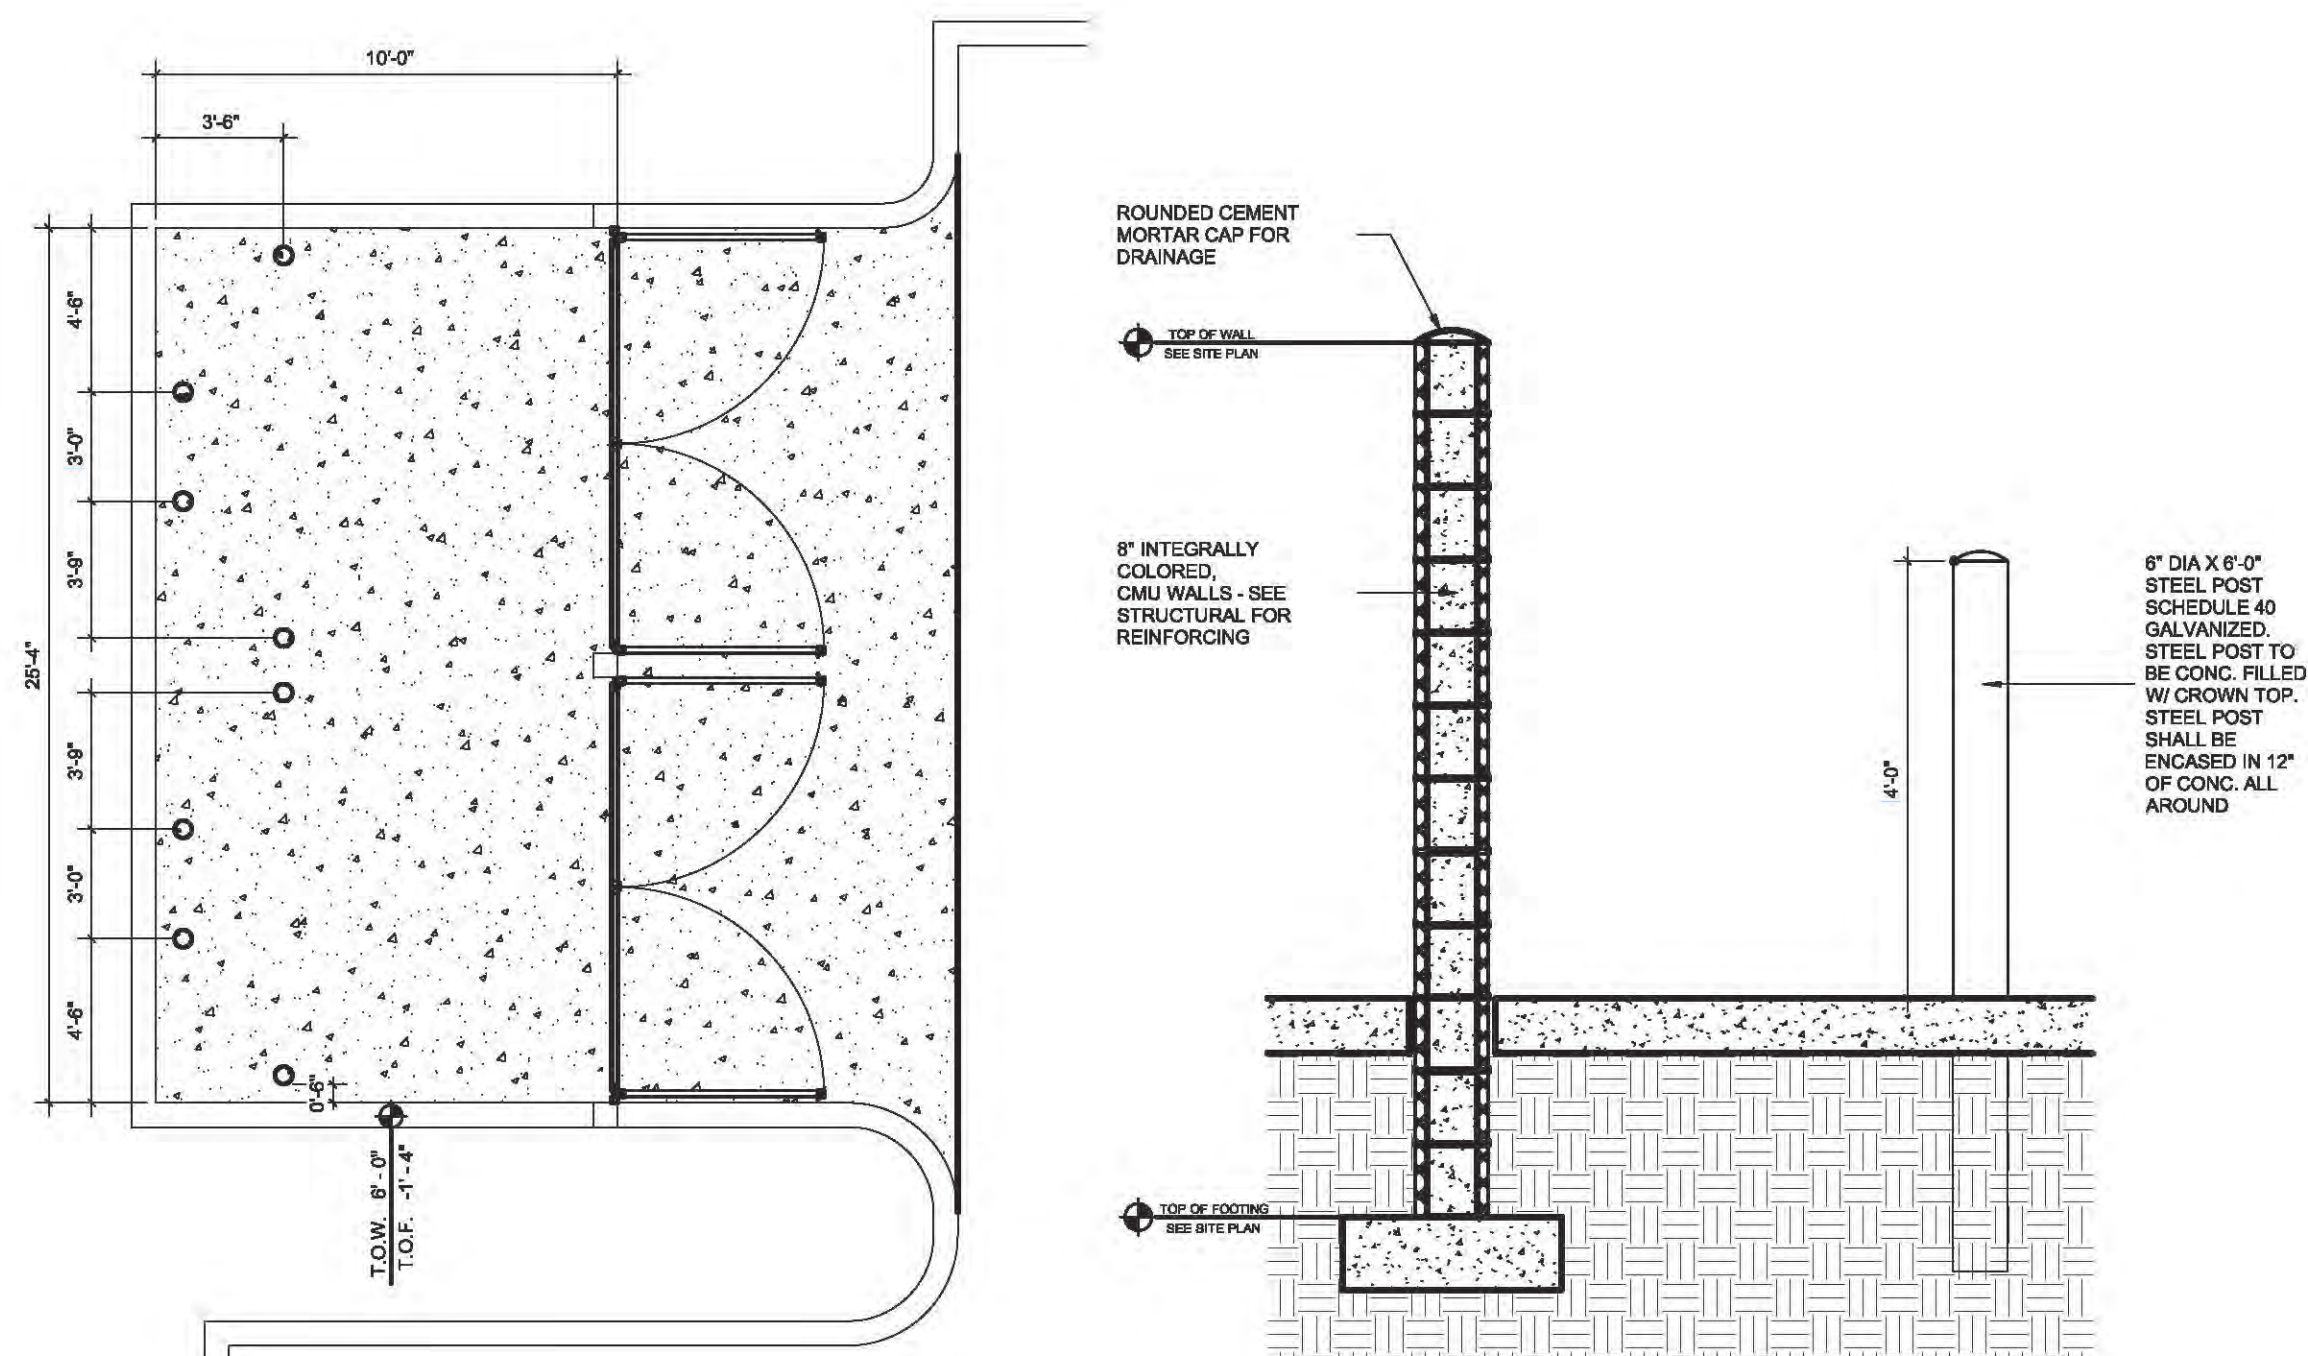 10'-0"
3'-6"
25'-4"
4'-6"
3'-0"
3'-9"
3'-9"
3'-0"
4'-6"
0'-6"
T.O.W. 6' - 0"
T.O.F. -1' - 4"
ROUNDED CEMENT
MORTAR CAP FOR
DRAINAGE
TOP OF WALL
SEE SITE PLAN
8" INTEGRALLY
COLORED,
CMU WALLS - SEE
STRUCTURAL FOR
REINFORCING
TOP OF FOOTING
SEE SITE PLAN
4'-0"
6" DIA X 6'-0"
STEEL POST
SCHEDULE 40
GALVANIZED.
STEEL POST TO
BE CONC. FILLED
W/ CROWN TOP.
STEEL POST
SHALL BE
ENCASED IN 12"
OF CONC. ALL
AROUND